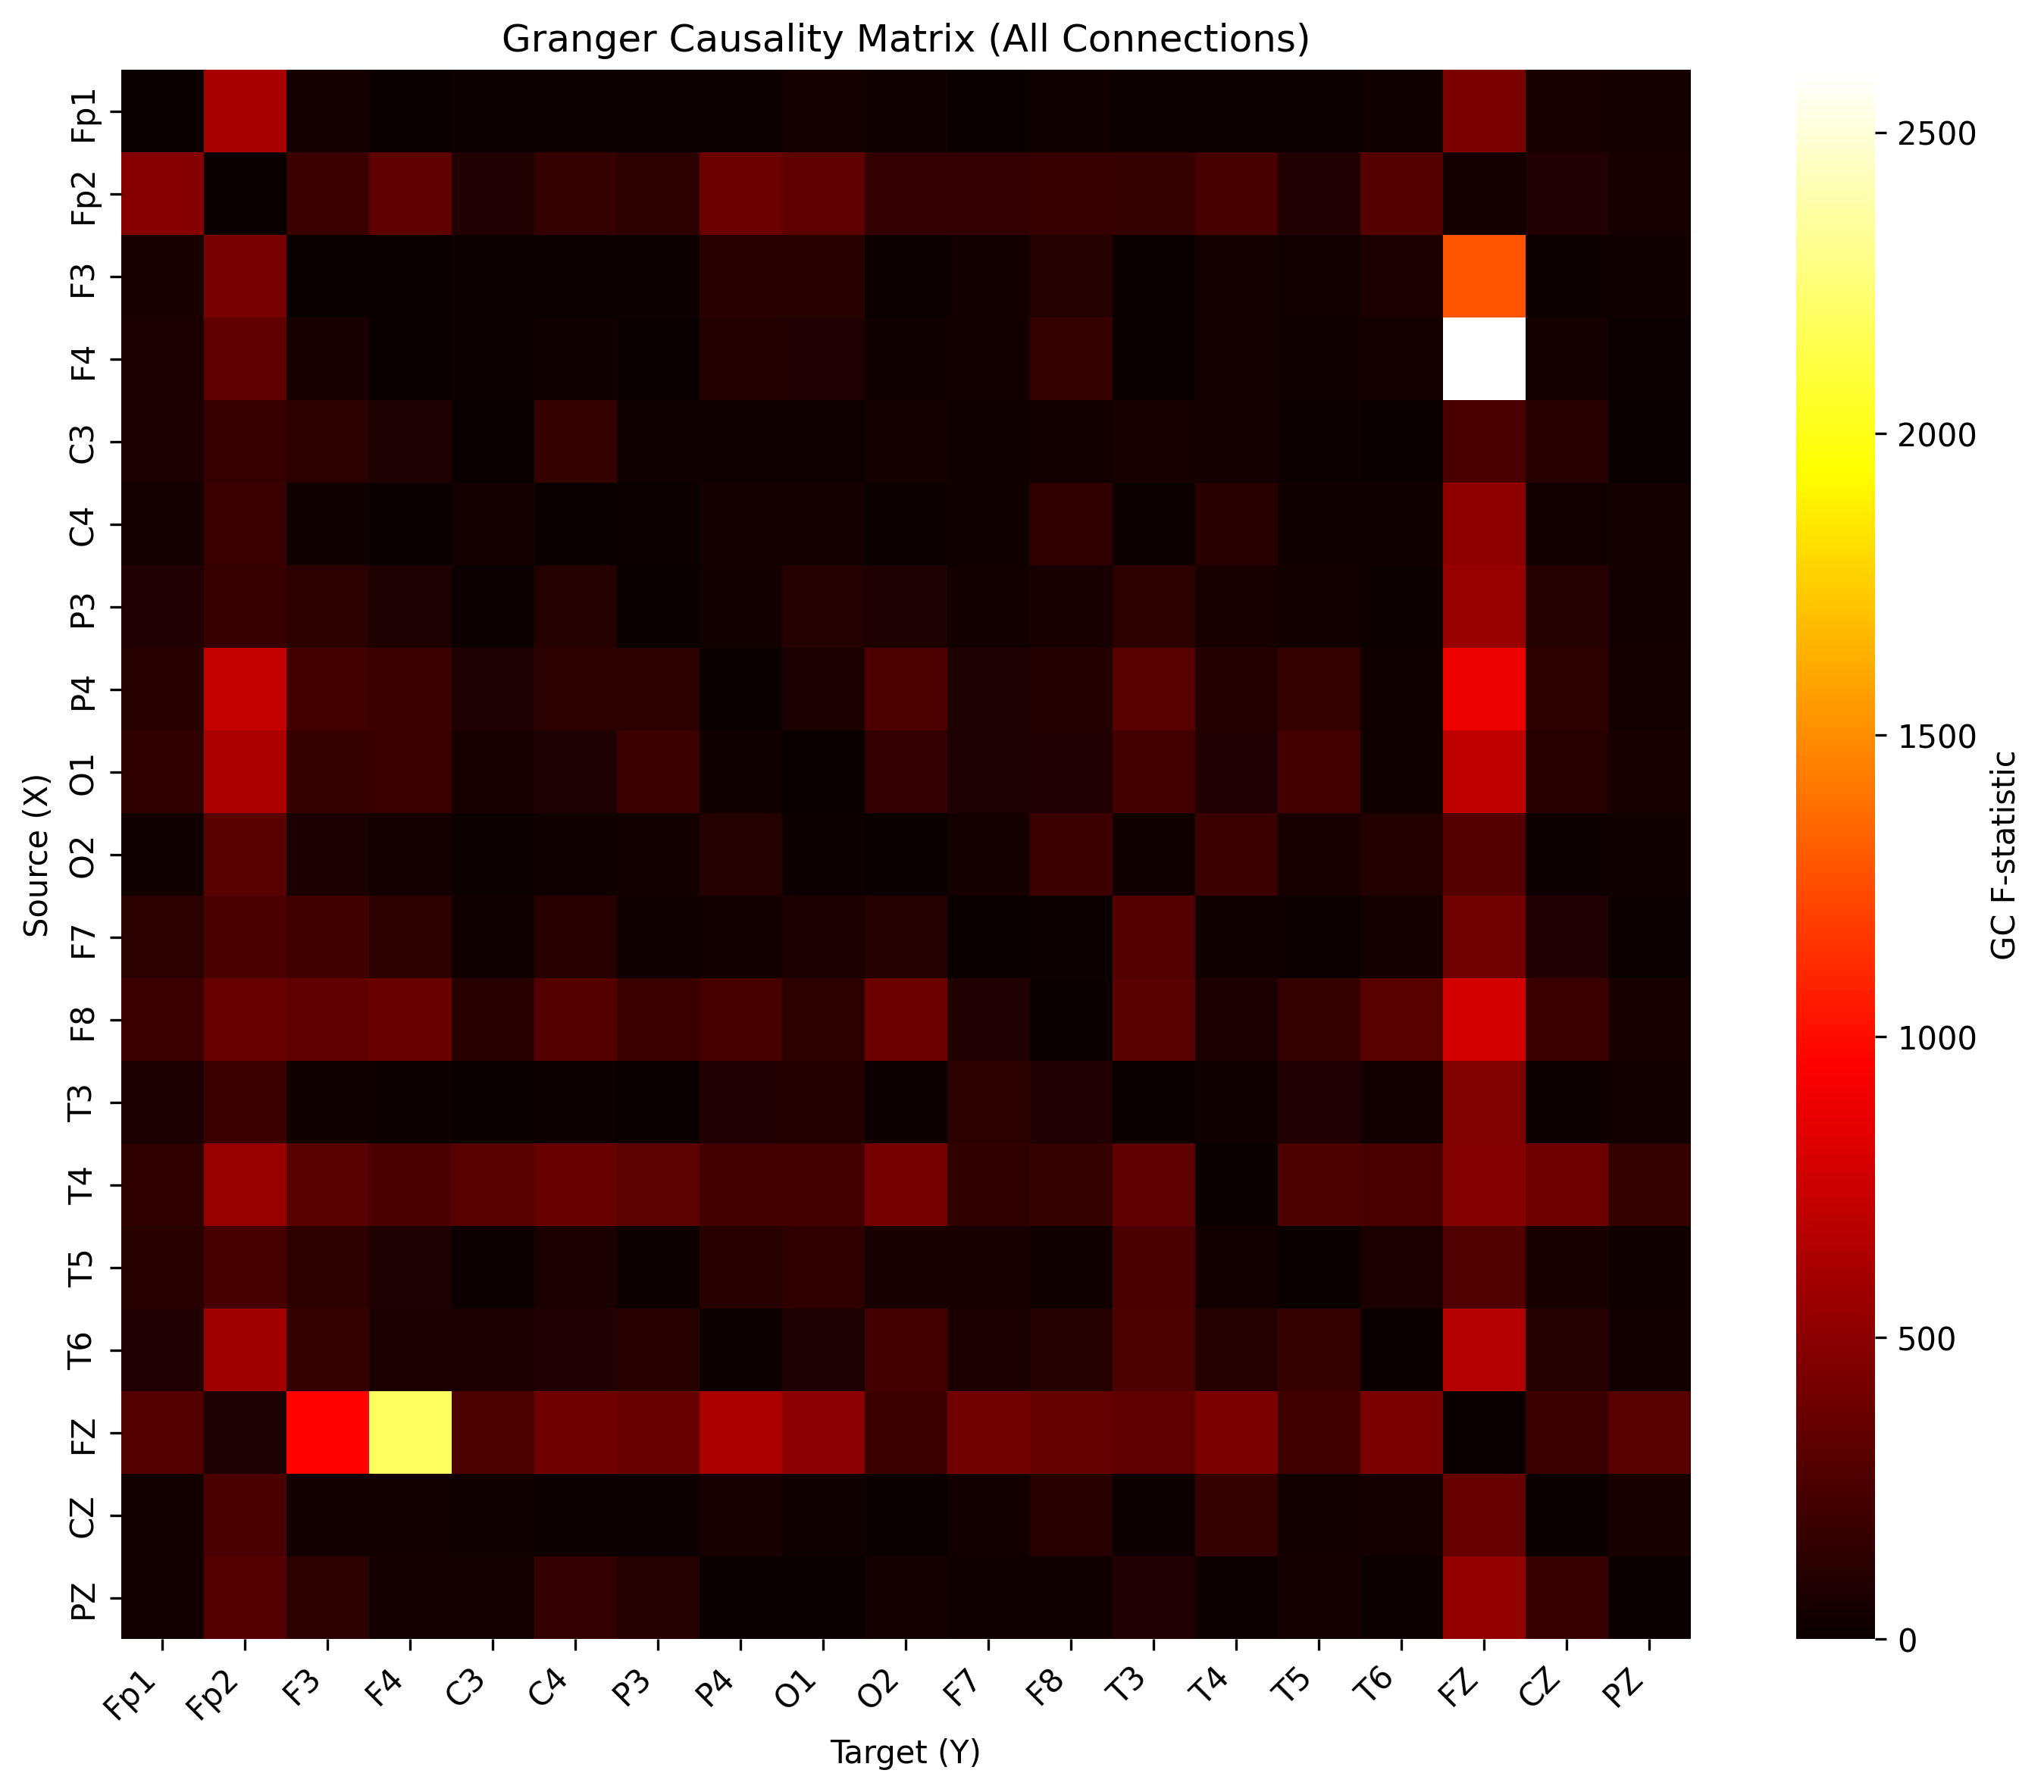 Granger Causality Matrix (All Connections)
Source (X)
Fp1
Fp2
F3
F4
C3
C4
P3
P4
O1
O2
F7
F8
T3
T4
T5
T6
FZ
CZ
PZ
Fp1 Fp2 F3 F4 C3 C4 P3 P4 O1 O2 F7 F8 T3 T4 T5 T6 FZ CZ PZ
Target (Y)
2500
2000
1500
1000
500
0
GC F-statistic